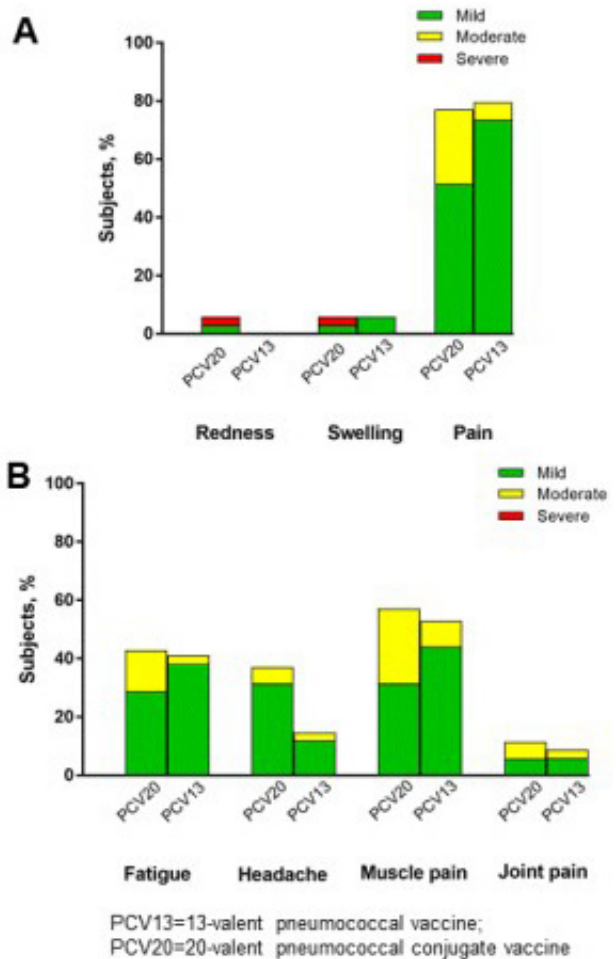 A
Mild
Moderate
Severe
Subjects, %
100
80
60
40
20
0
PCV20 PCV13 PCV20 PCV13 PCV20 PCV13
Redness Swelling Pain
B
Mild
Moderate
Severe
Subjects, %
100
80
60
40
20
0
PCV20 PCV13 PCV20 PCV13 PCV20 PCV13 PCV20 PCV13
Fatigue Headache Muscle pain Joint pain
PCV13=13-valent pneumococcal vaccine;
PCV20=20-valent pneumococcal conjugate vaccine